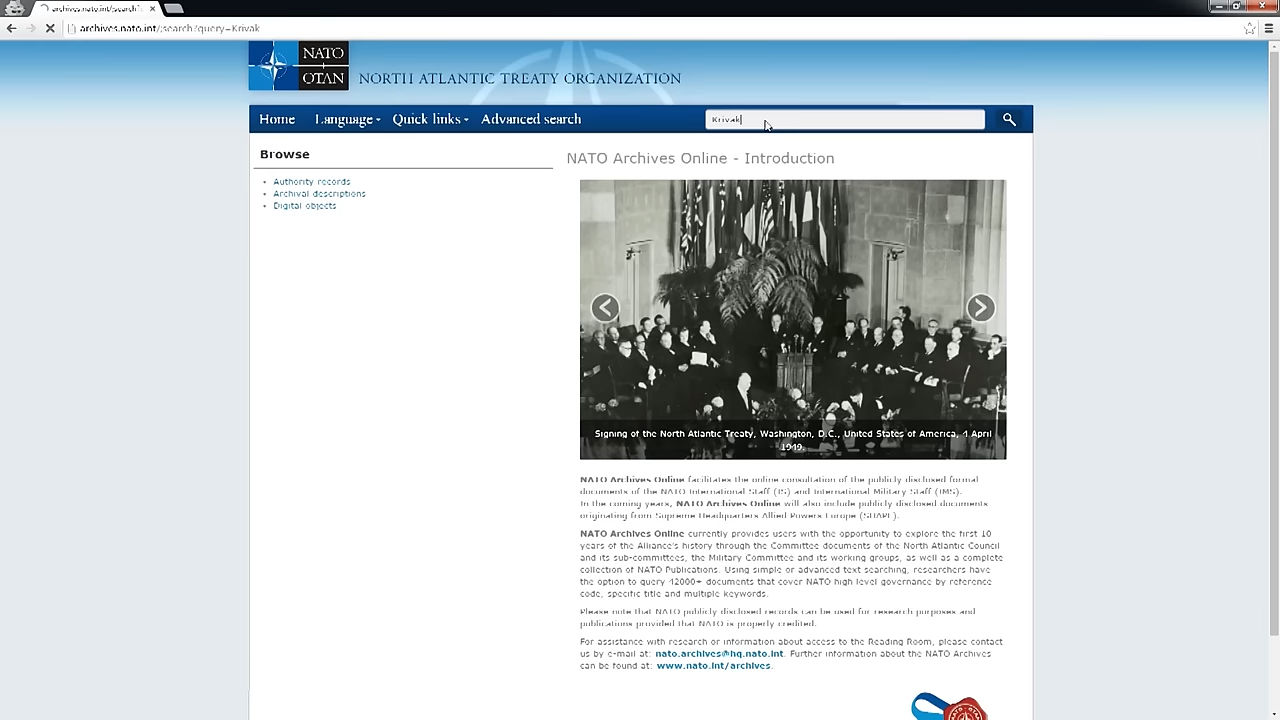 archives.nato.int/;search?
archives.nato.int/;search?query=Krivak
NATO
OTAN
NORTH ATLANTIC TREATY ORGANIZATION
Home Language Quick links Advanced search Krivak
Browse
Authority records
Archival descriptions
Digital objects
NATO Archives Online - Introduction
Signing of the North Atlantic Treaty, Washington, D.C., United States of America, 4 April
1949.
NATO Archives Online facilitates the online consultation of the publicly disclosed formal
documents of the NATO International Staff (IS) and International Military Staff (IMS).
In the coming years, NATO Archives Online will also include publicly disclosed documents
originating from Supreme Headquarters Allied Powers Europe (SHAPE).
NATO Archives Online currently provides users with the opportunity to explore the first 10
years of the Alliance's history through the Committee documents of the North Atlantic Council
and its sub-committees, the Military Committee and its working groups, as well as a complete
collection of NATO Publications. Using simple or advanced text searching, researchers have
the option to query 42000+ documents that cover NATO high level governance by reference
code, specific title and multiple keywords.
Please note that NATO publicly disclosed records can be used for research purposes and
publications provided that NATO is properly credited.
For assistance with research or information about access to the Reading Room, please contact
us by e-mail at: nato.archives@hq.nato.int. Further information about the NATO Archives
can be found at: www.nato.int/archives.